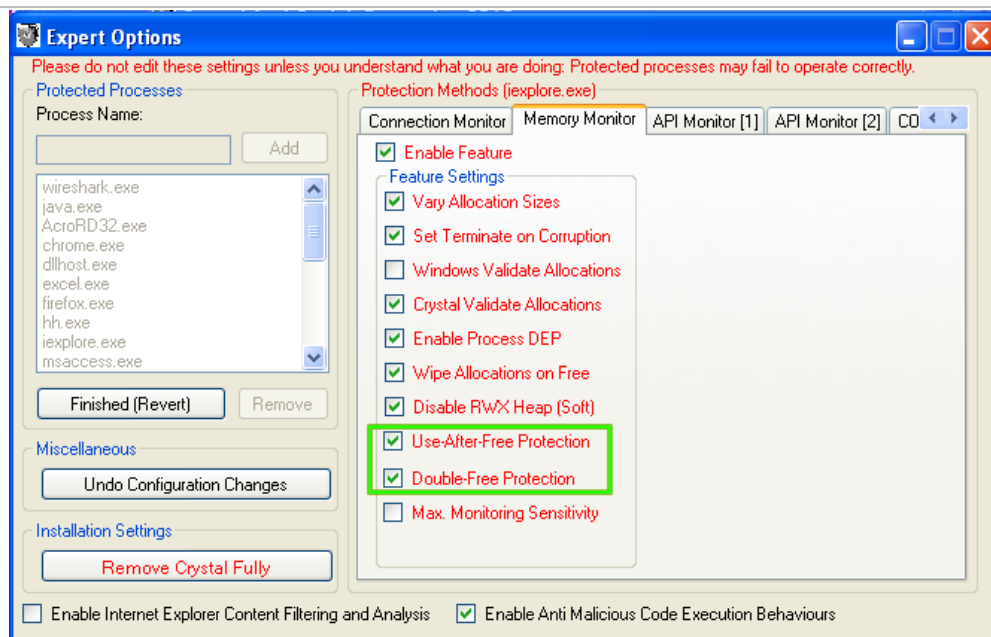 Expert Options
Please do not edit these settings unless you understand what you are doing: Protected processes may fail to operate correctly.
Protected Processes
Process Name:
Add
wireshark.exe
java.exe
AcroRD32.exe
chrome.exe
dllhost.exe
excel.exe
firefox.exe
hh.exe
iexplore.exe
msaccess.exe
Finished (Revert)
Remove
Miscellaneous
Undo Configuration Changes
Installation Settings
Remove Crystal Fully
Protection Methods (iexplore.exe)
Connection Monitor
Memory Monitor
API Monitor [1]
API Monitor [2]
CO
Enable Feature
Feature Settings
Vary Allocation Sizes
Set Terminate on Corruption
Windows Validate Allocations
Crystal Validate Allocations
Enable Process DEP
Wipe Allocations on Free
Disable RWX Heap (Soft)
Use-After-Free Protection
Double-Free Protection
Max. Monitoring Sensitivity
Enable Internet Explorer Content Filtering and Analysis
Enable Anti Malicious Code Execution Behaviours